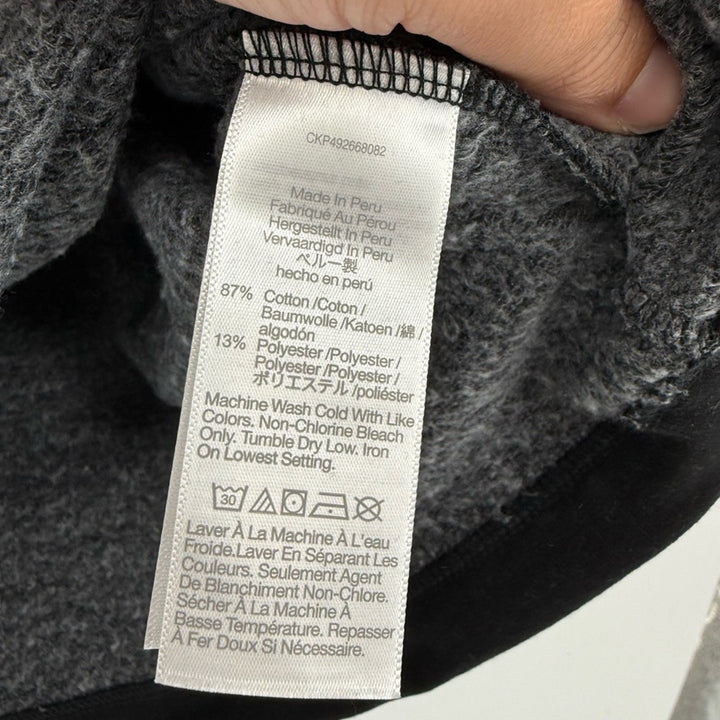 CKP492668082
Made In Peru
Fabriqué Au Pérou
Hergestellt In Peru
Vervaardigd In Peru
ペルー製
hecho en perú
87% Cotton /Coton /
Baumwolle /Katoen /綿 /
algodón
13% Polyester /Polyester /
Polyester /Polyester /
ポリエステル /poliéster
Machine Wash Cold With Like
Colors. Non-Chlorine Bleach
Only. Tumble Dry Low. Iron
On Lowest Setting.
30
Laver À La Machine À L'eau
Froide.Laver En Séparant Les
Couleurs. Seulement Agent
De Blanchiment Non-Chlore.
Sécher À La Machine À
Basse Température. Repasser
À Fer Doux Si Nécessaire.